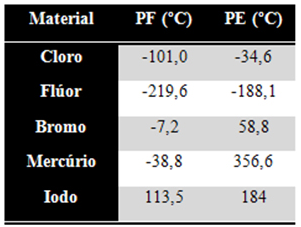 Material PF (°C) PE (°C)
Cloro -101,0 -34,6
Flúor -219,6 -188,1
Bromo -7,2 58,8
Mercúrio -38,8 356,6
Iodo 113,5 184